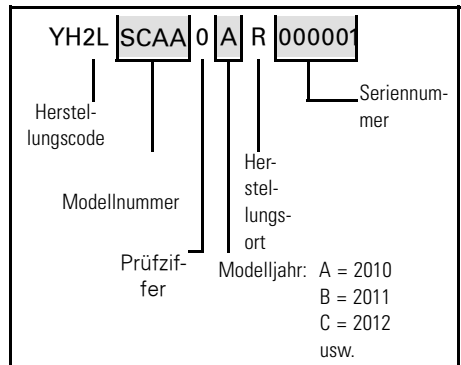 YH2L SCAA 0 A R 000001
Seriennum-
mer
Herstel-
lungscode
Her-
stel-
lungs-
ort
Modellnummer
Prüfzif-
fer
Modelljahr: A = 2010
B = 2011
C = 2012
usw.